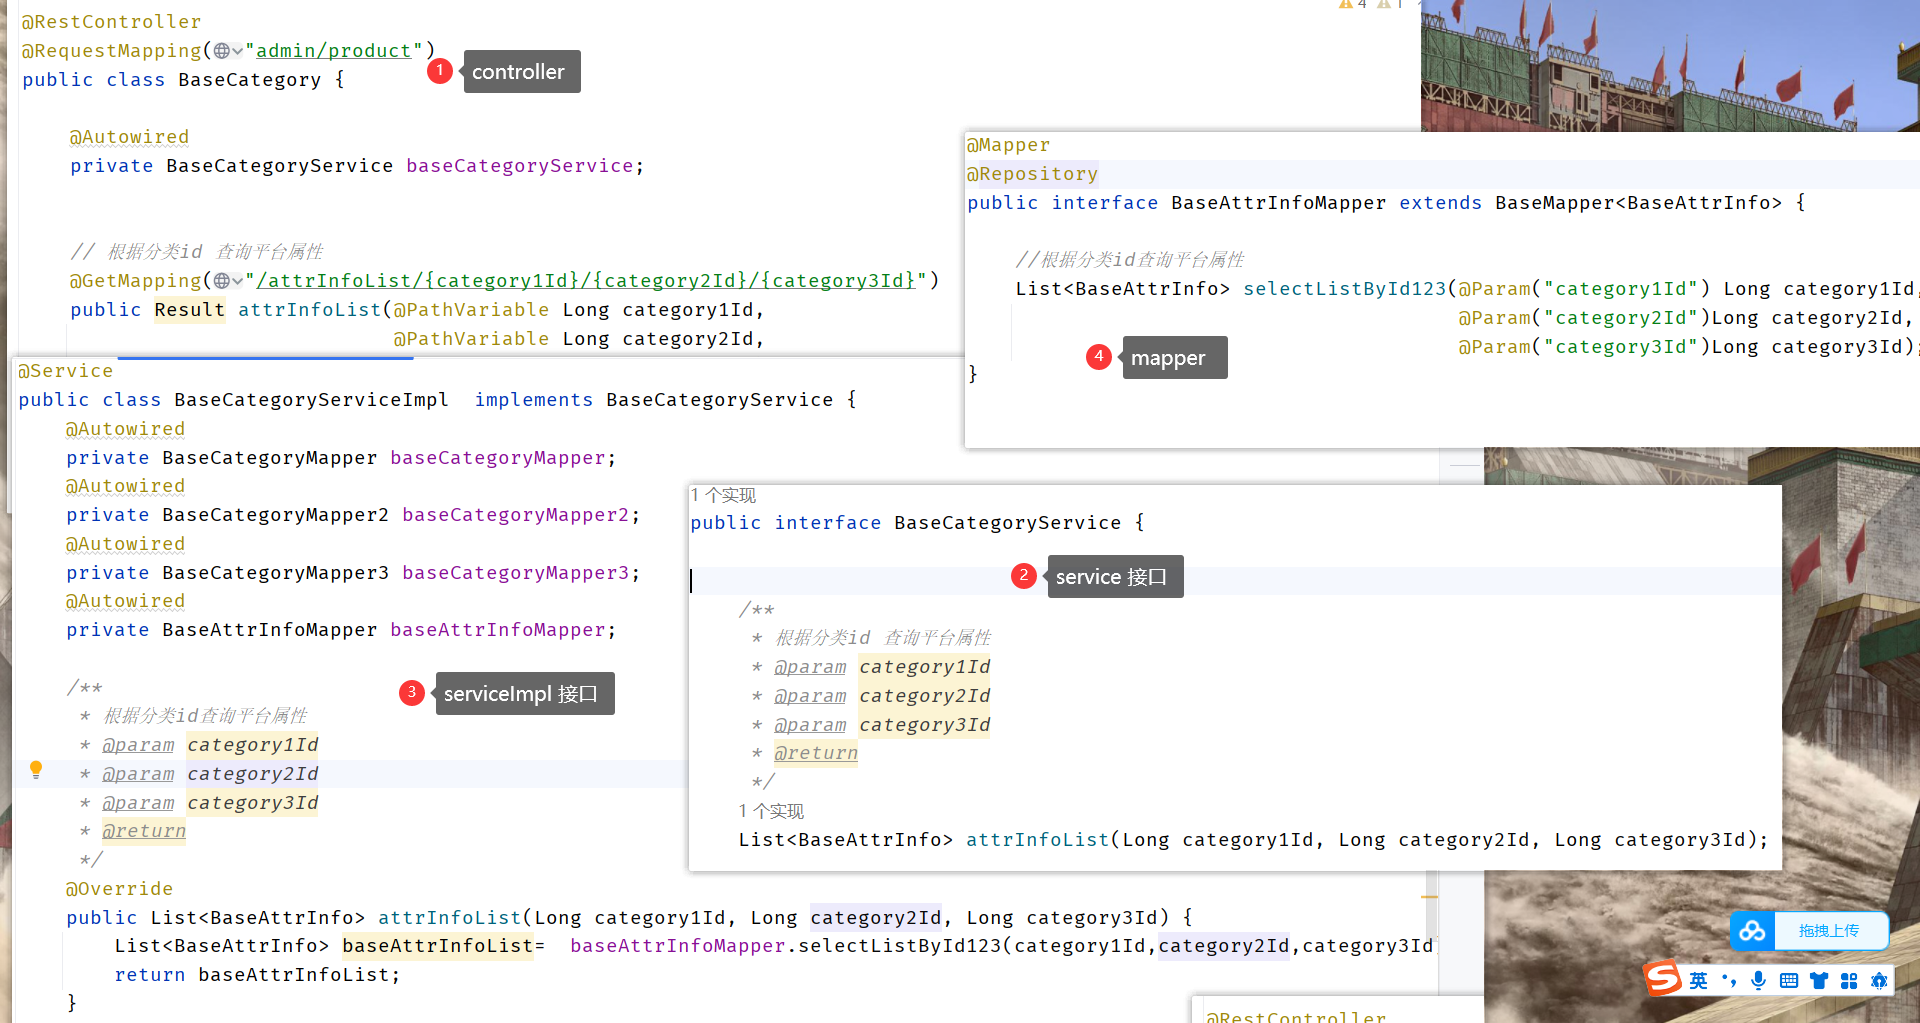 @RestController
@RequestMapping("admin/product")
public class BaseCategory {
1 controller
@Autowired
private BaseCategoryService baseCategoryService;
// 根据分类id 查询平台属性
@GetMapping("/attrInfoList/{category1Id}/{category2Id}/{category3Id}")
public Result attrInfoList(@PathVariable Long category1Id,
@PathVariable Long category2Id,
4 1
@Mapper
@Repository
public interface BaseAttrInfoMapper extends BaseMapper<BaseAttrInfo> {
//根据分类id查询平台属性
List<BaseAttrInfo> selectListById123(@Param("category1Id") Long category1Id,
@Param("category2Id")Long category2Id,
@Param("category3Id")Long category3Id);
4 mapper
}
@Service
public class BaseCategoryServiceImpl implements BaseCategoryService {
@Autowired
private BaseCategoryMapper baseCategoryMapper;
@Autowired
private BaseCategoryMapper2 baseCategoryMapper2;
@Autowired
private BaseCategoryMapper3 baseCategoryMapper3;
@Autowired
private BaseAttrInfoMapper baseAttrInfoMapper;
3 serviceImpl 接口
/**
* 根据分类id查询平台属性
* @param category1Id
* @param category2Id
* @param category3Id
* @return
*/
@Override
public List<BaseAttrInfo> attrInfoList(Long category1Id, Long category2Id, Long category3Id) {
List<BaseAttrInfo> baseAttrInfoList= baseAttrInfoMapper.selectListById123(category1Id,category2Id,category3Id
return baseAttrInfoList;
}
1 个实现
public interface BaseCategoryService {
2 service 接口
/**
* 根据分类id 查询平台属性
* @param category1Id
* @param category2Id
* @param category3Id
* @return
*/
1 个实现
List<BaseAttrInfo> attrInfoList(Long category1Id, Long category2Id, Long category3Id);
拖拽上传
S 英
@RestController